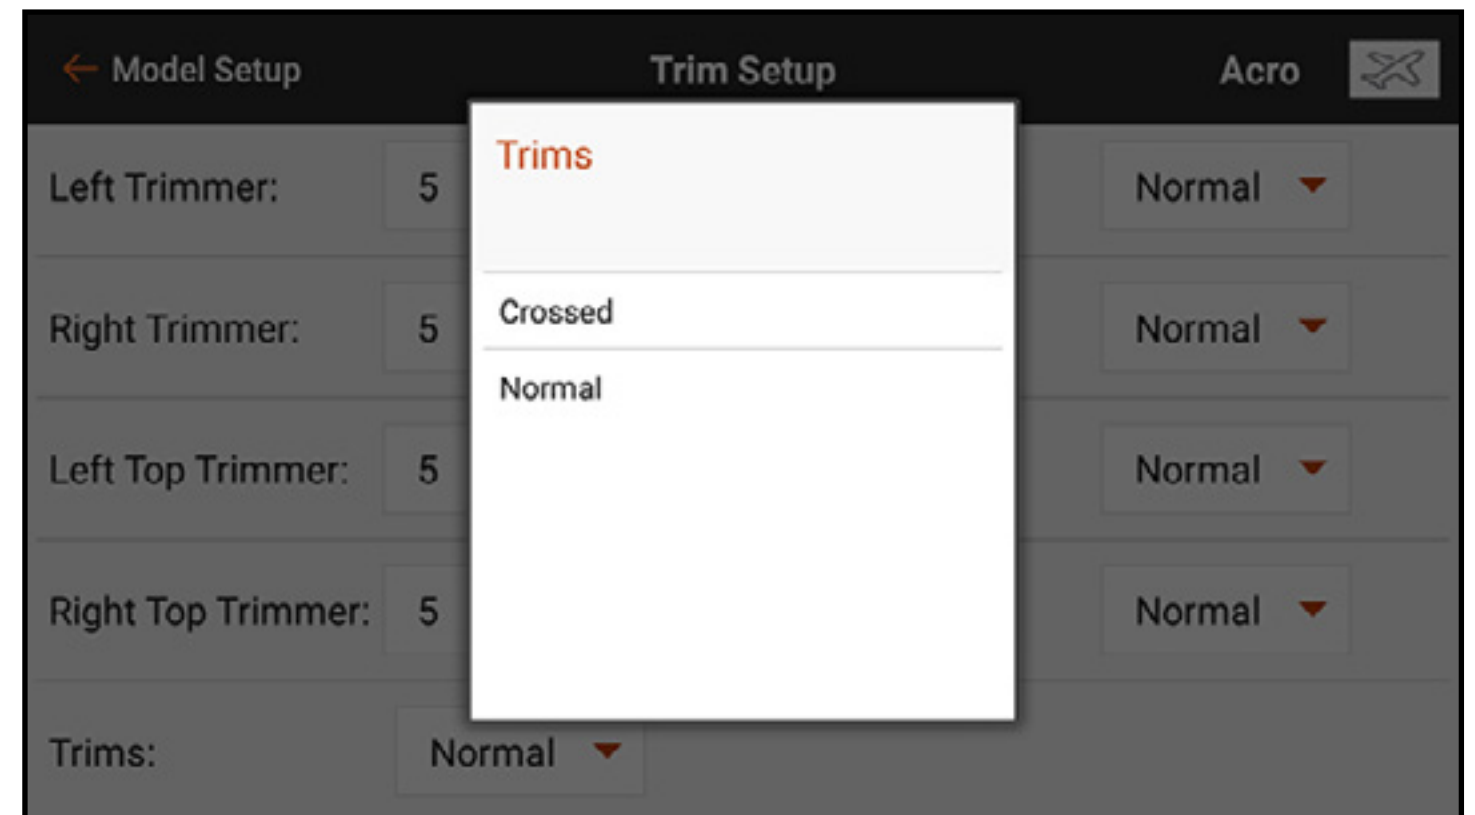 Model Setup Trim Setup Acro
Trims
Left Trimmer: 5 Normal
Crossed
Right Trimmer: 5 Normal
Normal
Left Top Trimmer: 5 Normal
Right Top Trimmer: 5 Normal
Trims: Normal